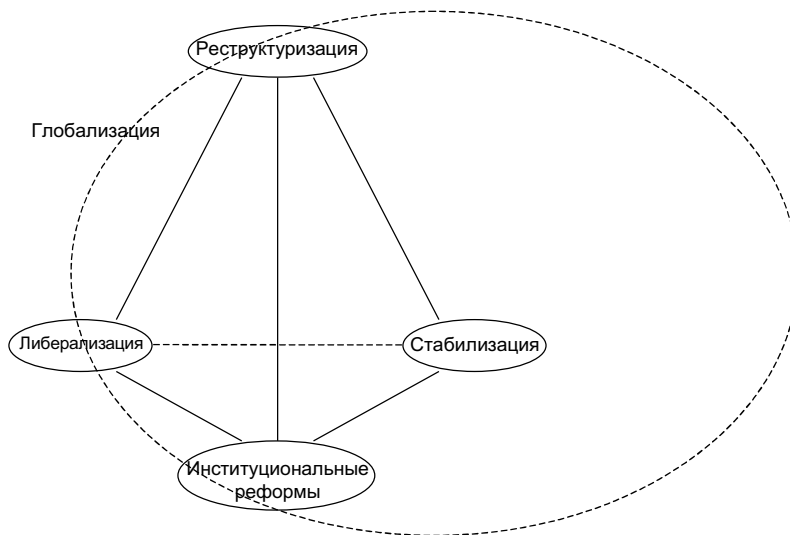 Реструктуризация
Глобализация
Либерализация
Стабилизация
Институциональные
реформы